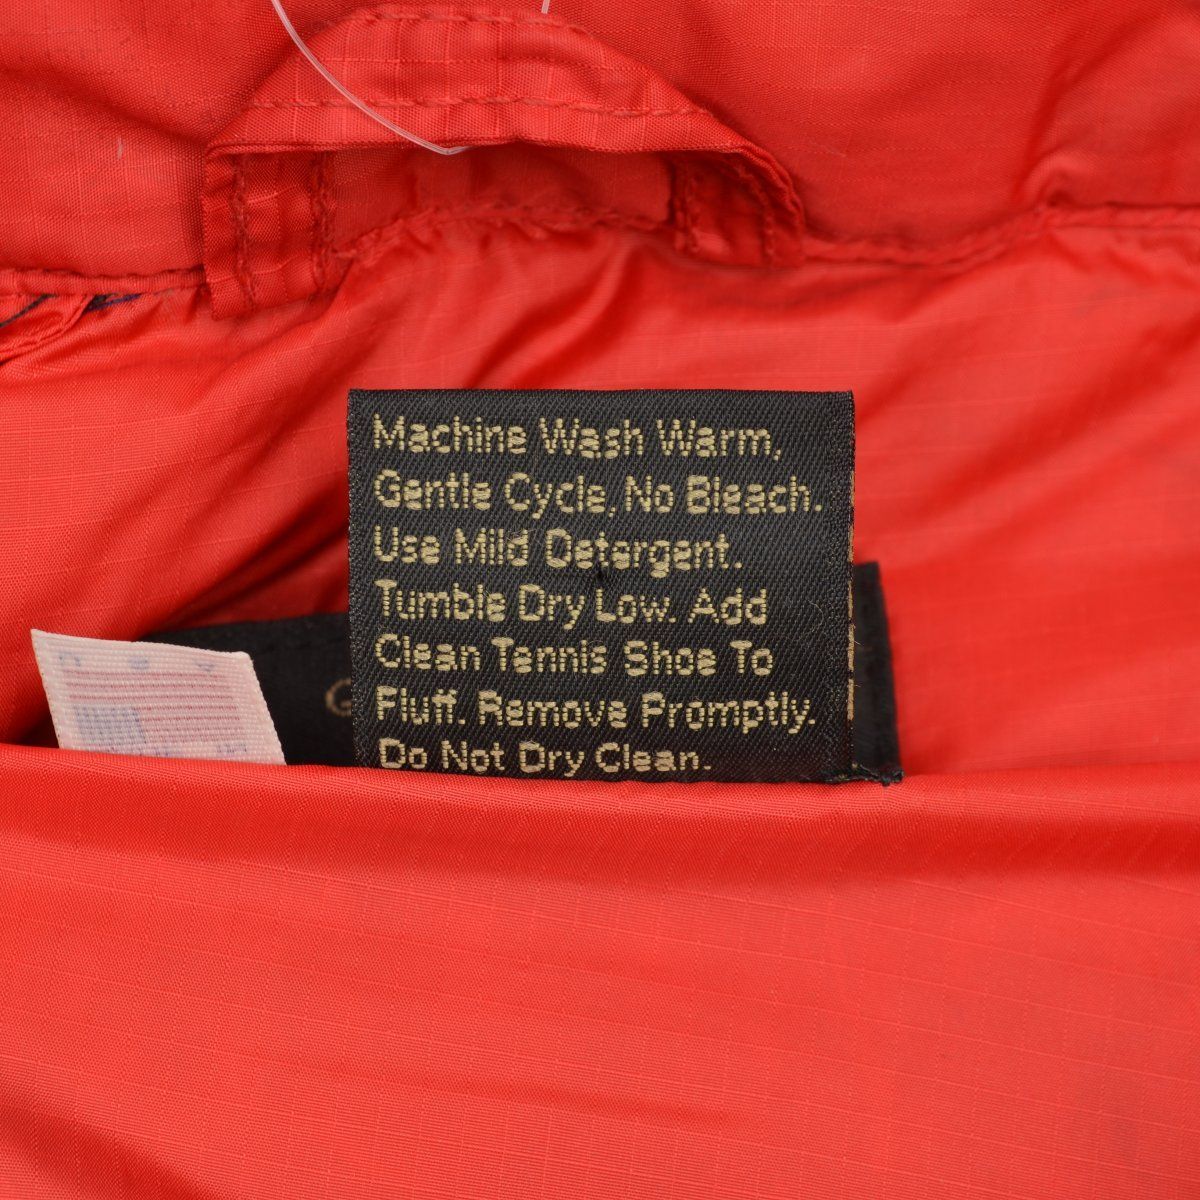 Machine Wash Warm,
Gentle Cycle, No Bleach.
Use Mild Detergent.
Tumble Dry Low. Add
Clean Tennis Shoe To
Fluff. Remove Promptly.
Do Not Dry Clean.
G